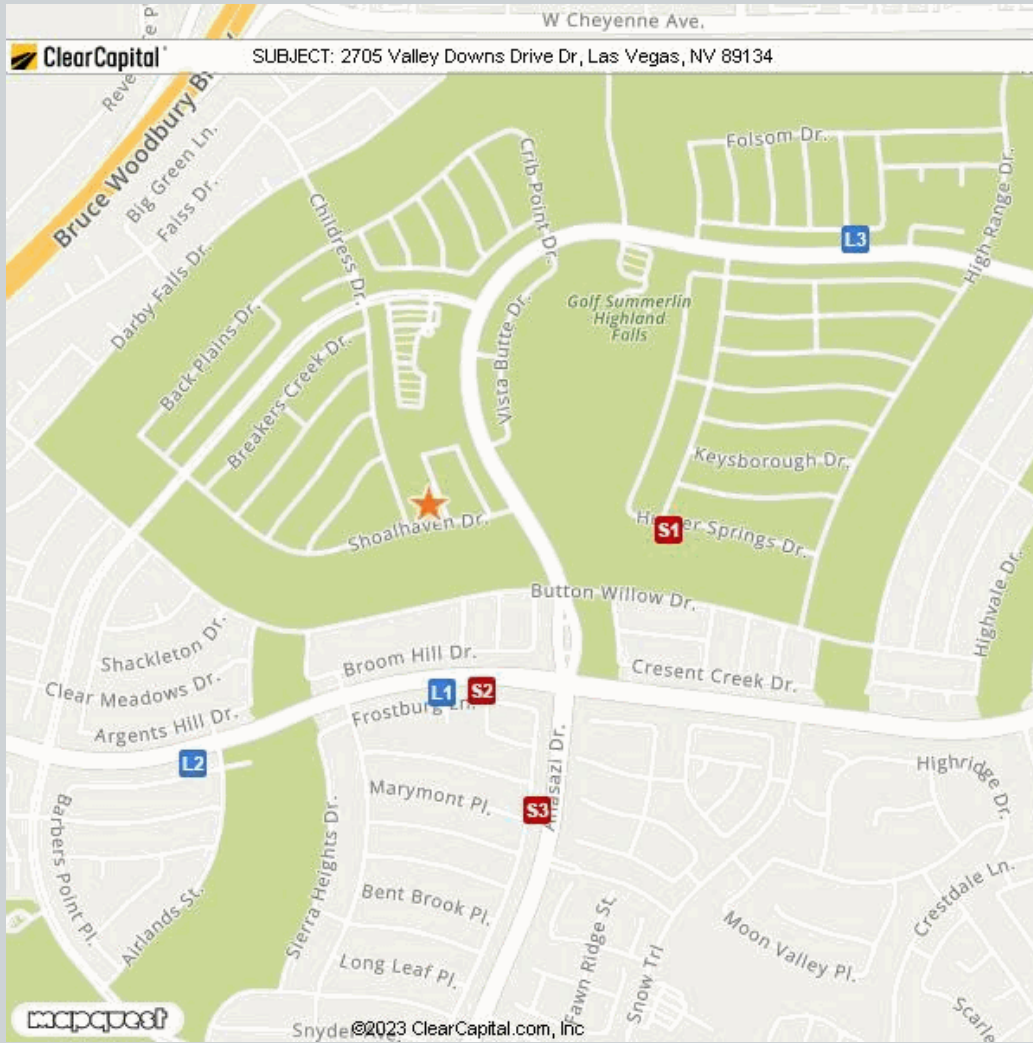 W Cheyenne Ave.
ClearCapital
SUBJECT: 2705 Valley Downs Drive Dr, Las Vegas, NV 89134
Bruce Woodbury
Big Green Ln.
Faiss Dr.
Darby Falls Dr.
Childress Dr.
Crib Point Dr.
Folsom Dr.
High Range Dr.
L3
Golf Summerlin
Highland
Falls
Back Plains Dr.
Breakers Creek Dr.
Vista Butte Dr.
Keysborough Dr.
Shoalhaven Dr.
S1
Springs Dr.
Button Willow Dr.
Highvale Dr.
Shackleton Dr.
Broom Hill Dr.
Cresent Creek Dr.
Clear Meadows Dr.
L1
S2
Frostburg Ln.
Argents Hill Dr.
L2
Highridge Dr.
Marymont Pl.
S3
Sierra Heights Dr.
Barbers Point Pl.
Airlands St.
Bent Brook Pl.
Crestdale Ln.
Moon Valley Pl.
Fawn Ridge St.
Snow Trl
Long Leaf Pl.
mapquest
Snyder
©2023 ClearCapital.com, Inc